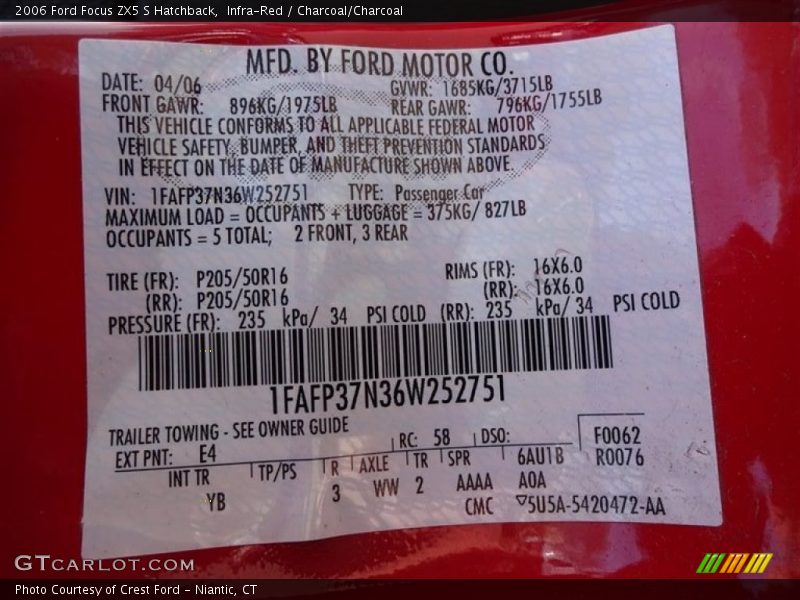 2006 Ford Focus ZX5 S Hatchback,  Infra-Red / Charcoal/Charcoal
MFD. BY FORD MOTOR CO.
DATE: 04/06 GVWR: 1685KG/3715LB
FRONT GAWR: 896KG/1975LB REAR GAWR: 796KG/1755LB
THIS VEHICLE CONFORMS TO ALL APPLICABLE FEDERAL MOTOR
VEHICLE SAFETY, BUMPER, AND THEFT PREVENTION STANDARDS
IN EFFECT ON THE DATE OF MANUFACTURE SHOWN ABOVE.
VIN: 1FAFP37N36W252751 TYPE: Passenger Car
MAXIMUM LOAD = OCCUPANTS + LUGGAGE = 375KG/ 827LB
OCCUPANTS = 5 TOTAL; 2 FRONT, 3 REAR
TIRE (FR): P205/50R16 RIMS (FR): 16X6.0
(RR): P205/50R16 (RR): 16X6.0
PRESSURE (FR): 235 kPa/ 34 PSI COLD (RR): 235 kPa/ 34 PSI COLD
1FAFP37N36W252751
TRAILER TOWING - SEE OWNER GUIDE
EXT PNT: E4 RC: 58 DSO: F0062
INT TR TP/PS R AXLE TR SPR 6AU1B R0076
YB 3 WW 2 AAAA A0A
CMC 5U5A-5420472-AA
GTCARLOT.COM
Photo Courtesy of Crest Ford - Niantic, CT